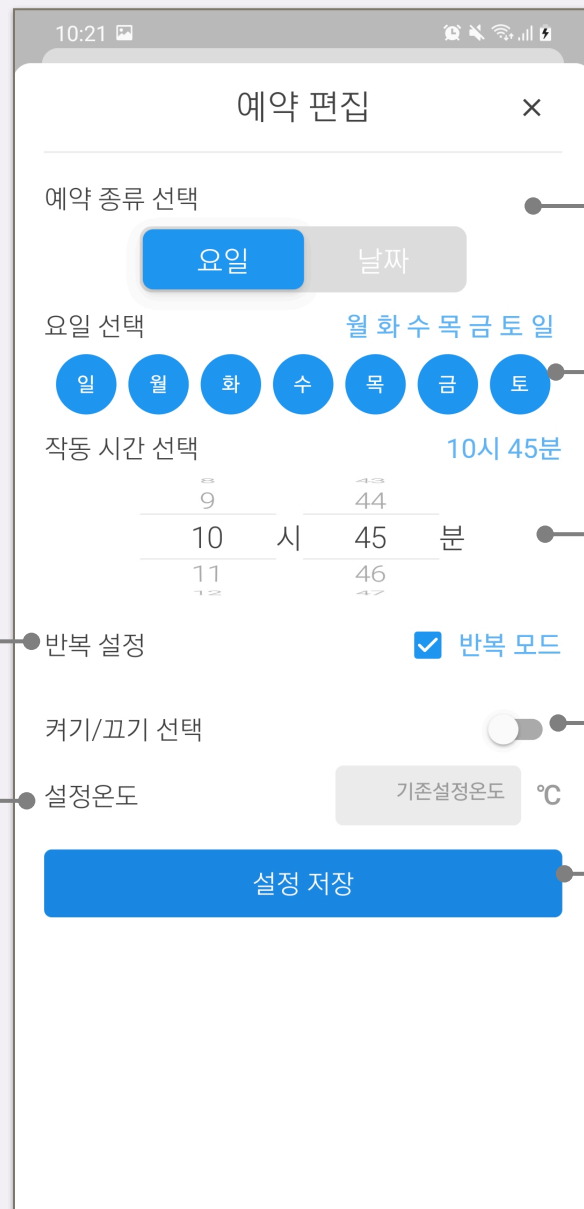 10:21
예약 편집
예약 종류 선택
요일 날짜
요일 선택 월 화 수 목 금 토 일
일 월 화 수 목 금 토
작동 시간 선택 10시 45분
8 43
9 44
10 시 45 분
11 46
12 47
반복 설정 반복 모드
켜기/끄기 선택
설정온도 기존설정온도 °C
설정 저장